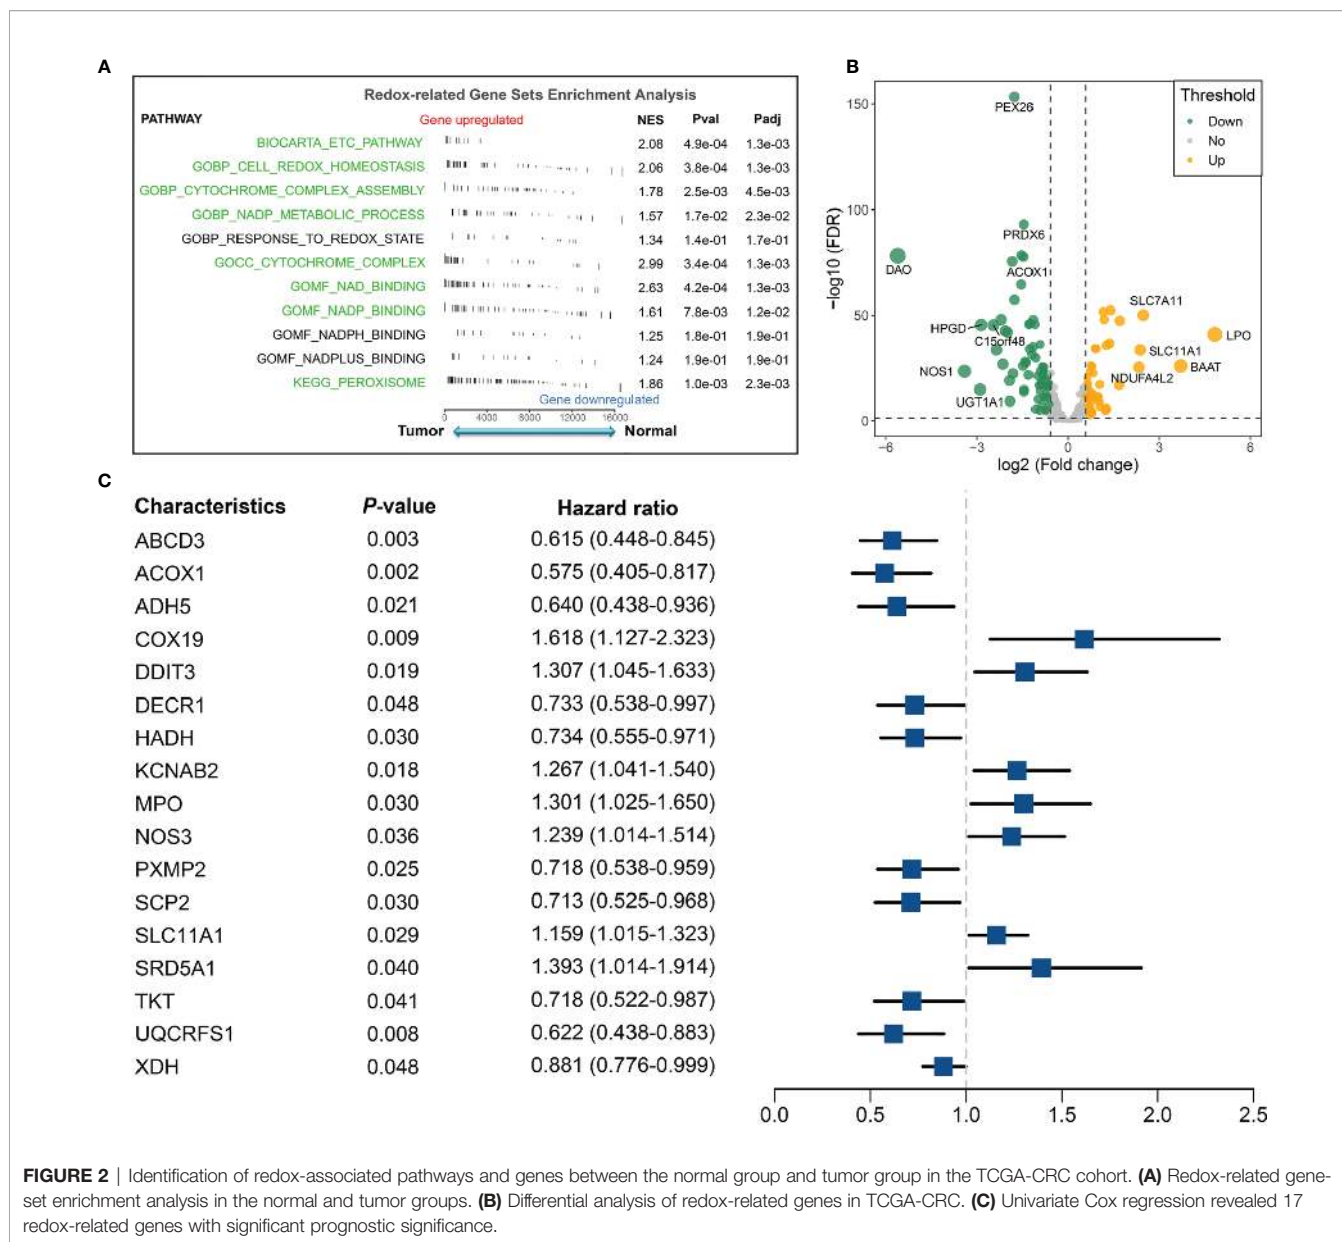 A
Redox-related Gene Sets Enrichment Analysis
PATHWAY Gene upregulated NES Pval Padj
BIOCARTA_ETC_PATHWAY 2.08 4.9e-04 1.3e-03
GOBP_CELL_REDOX_HOMEOSTASIS 2.06 3.8e-04 1.3e-03
GOBP_CYTOCHROME_COMPLEX_ASSEMBLY 1.78 2.5e-03 4.5e-03
GOBP_NADP_METABOLIC_PROCESS 1.57 1.7e-02 2.3e-02
GOBP_RESPONSE_TO_REDOX_STATE 1.34 1.4e-01 1.7e-01
GOCC_CYTOCHROME_COMPLEX 2.99 3.4e-04 1.3e-03
GOMF_NAD_BINDING 2.63 4.2e-04 1.3e-03
GOMF_NADP_BINDING 1.61 7.8e-03 1.2e-02
GOMF_NADPH_BINDING 1.25 1.8e-01 1.9e-01
GOMF_NADPLUS_BINDING 1.24 1.9e-01 1.9e-01
KEGG_PEROXISOME 1.86 1.0e-03 2.3e-03
Gene downregulated
0 4000 8000 12000 16000
Tumor Normal
B
−log10 (FDR)
150
100
50
0
PEX26
PRDX6
ACOX1
DAO
HPGD
C15orf48
NOS1
UGT1A1
SLC7A11
LPO
SLC11A1
BAAT
NDUFA4L2
Threshold
Down
No
Up
−6 −3 0 3 6
log2 (Fold change)
C
Characteristics P-value Hazard ratio
ABCD3 0.003 0.615 (0.448-0.845)
ACOX1 0.002 0.575 (0.405-0.817)
ADH5 0.021 0.640 (0.438-0.936)
COX19 0.009 1.618 (1.127-2.323)
DDIT3 0.019 1.307 (1.045-1.633)
DECR1 0.048 0.733 (0.538-0.997)
HADH 0.030 0.734 (0.555-0.971)
KCNAB2 0.018 1.267 (1.041-1.540)
MPO 0.030 1.301 (1.025-1.650)
NOS3 0.036 1.239 (1.014-1.514)
PXMP2 0.025 0.718 (0.538-0.959)
SCP2 0.030 0.713 (0.525-0.968)
SLC11A1 0.029 1.159 (1.015-1.323)
SRD5A1 0.040 1.393 (1.014-1.914)
TKT 0.041 0.718 (0.522-0.987)
UQCRFS1 0.008 0.622 (0.438-0.883)
XDH 0.048 0.881 (0.776-0.999)
0.0 0.5 1.0 1.5 2.0 2.5
FIGURE 2 | Identification of redox-associated pathways and genes between the normal group and tumor group in the TCGA-CRC cohort. (A) Redox-related gene-
set enrichment analysis in the normal and tumor groups. (B) Differential analysis of redox-related genes in TCGA-CRC. (C) Univariate Cox regression revealed 17
redox-related genes with significant prognostic significance.